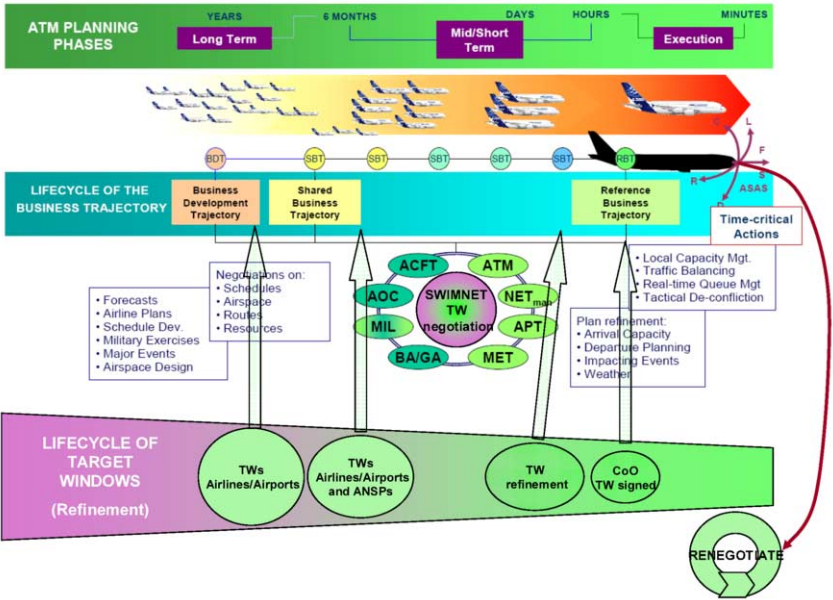 ATM PLANNING
PHASES
YEARS
6 MONTHS
DAYS
HOURS
MINUTES
Long Term
Mid/Short
Term
Execution
BDT
SBT
SBT
SBT
SBT
SBT
RBT
C
L
F
S
R
D
ASAS
LIFECYCLE OF THE
BUSINESS TRAJECTORY
Business
Development
Trajectory
Shared
Business
Trajectory
Reference
Business
Trajectory
Time-critical
Actions
• Forecasts
• Airline Plans
• Schedule Dev.
• Military Exercises
• Major Events
• Airspace Design
Negotiations on:
• Schedules
• Airspace
• Routes
• Resources
ACFT
ATM
AOC
NET man
MIL
APT
BA/GA
MET
SWIMNET
TW
negotiation
• Local Capacity Mgt.
• Traffic Balancing
• Real-time Queue Mgt
• Tactical De-confliction
Plan refinement:
• Arrival Capacity
• Departure Planning
• Impacting Events
• Weather
LIFECYCLE OF
TARGET
WINDOWS
(Refinement)
TWs
Airlines/Airports
TWs
Airlines/Airports
and ANSPs
TW
refinement
CoO
TW signed
RENEGOTIATE